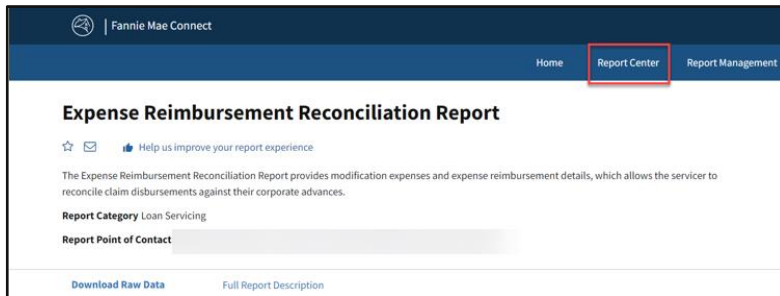 Fannie Mae Connect
Home Report Center Report Management
Expense Reimbursement Reconciliation Report
Help us improve your report experience
The Expense Reimbursement Reconciliation Report provides modification expenses and expense reimbursement details, which allows the servicer to
reconcile claim disbursements against their corporate advances.
Report Category Loan Servicing
Report Point of Contact
Download Raw Data Full Report Description